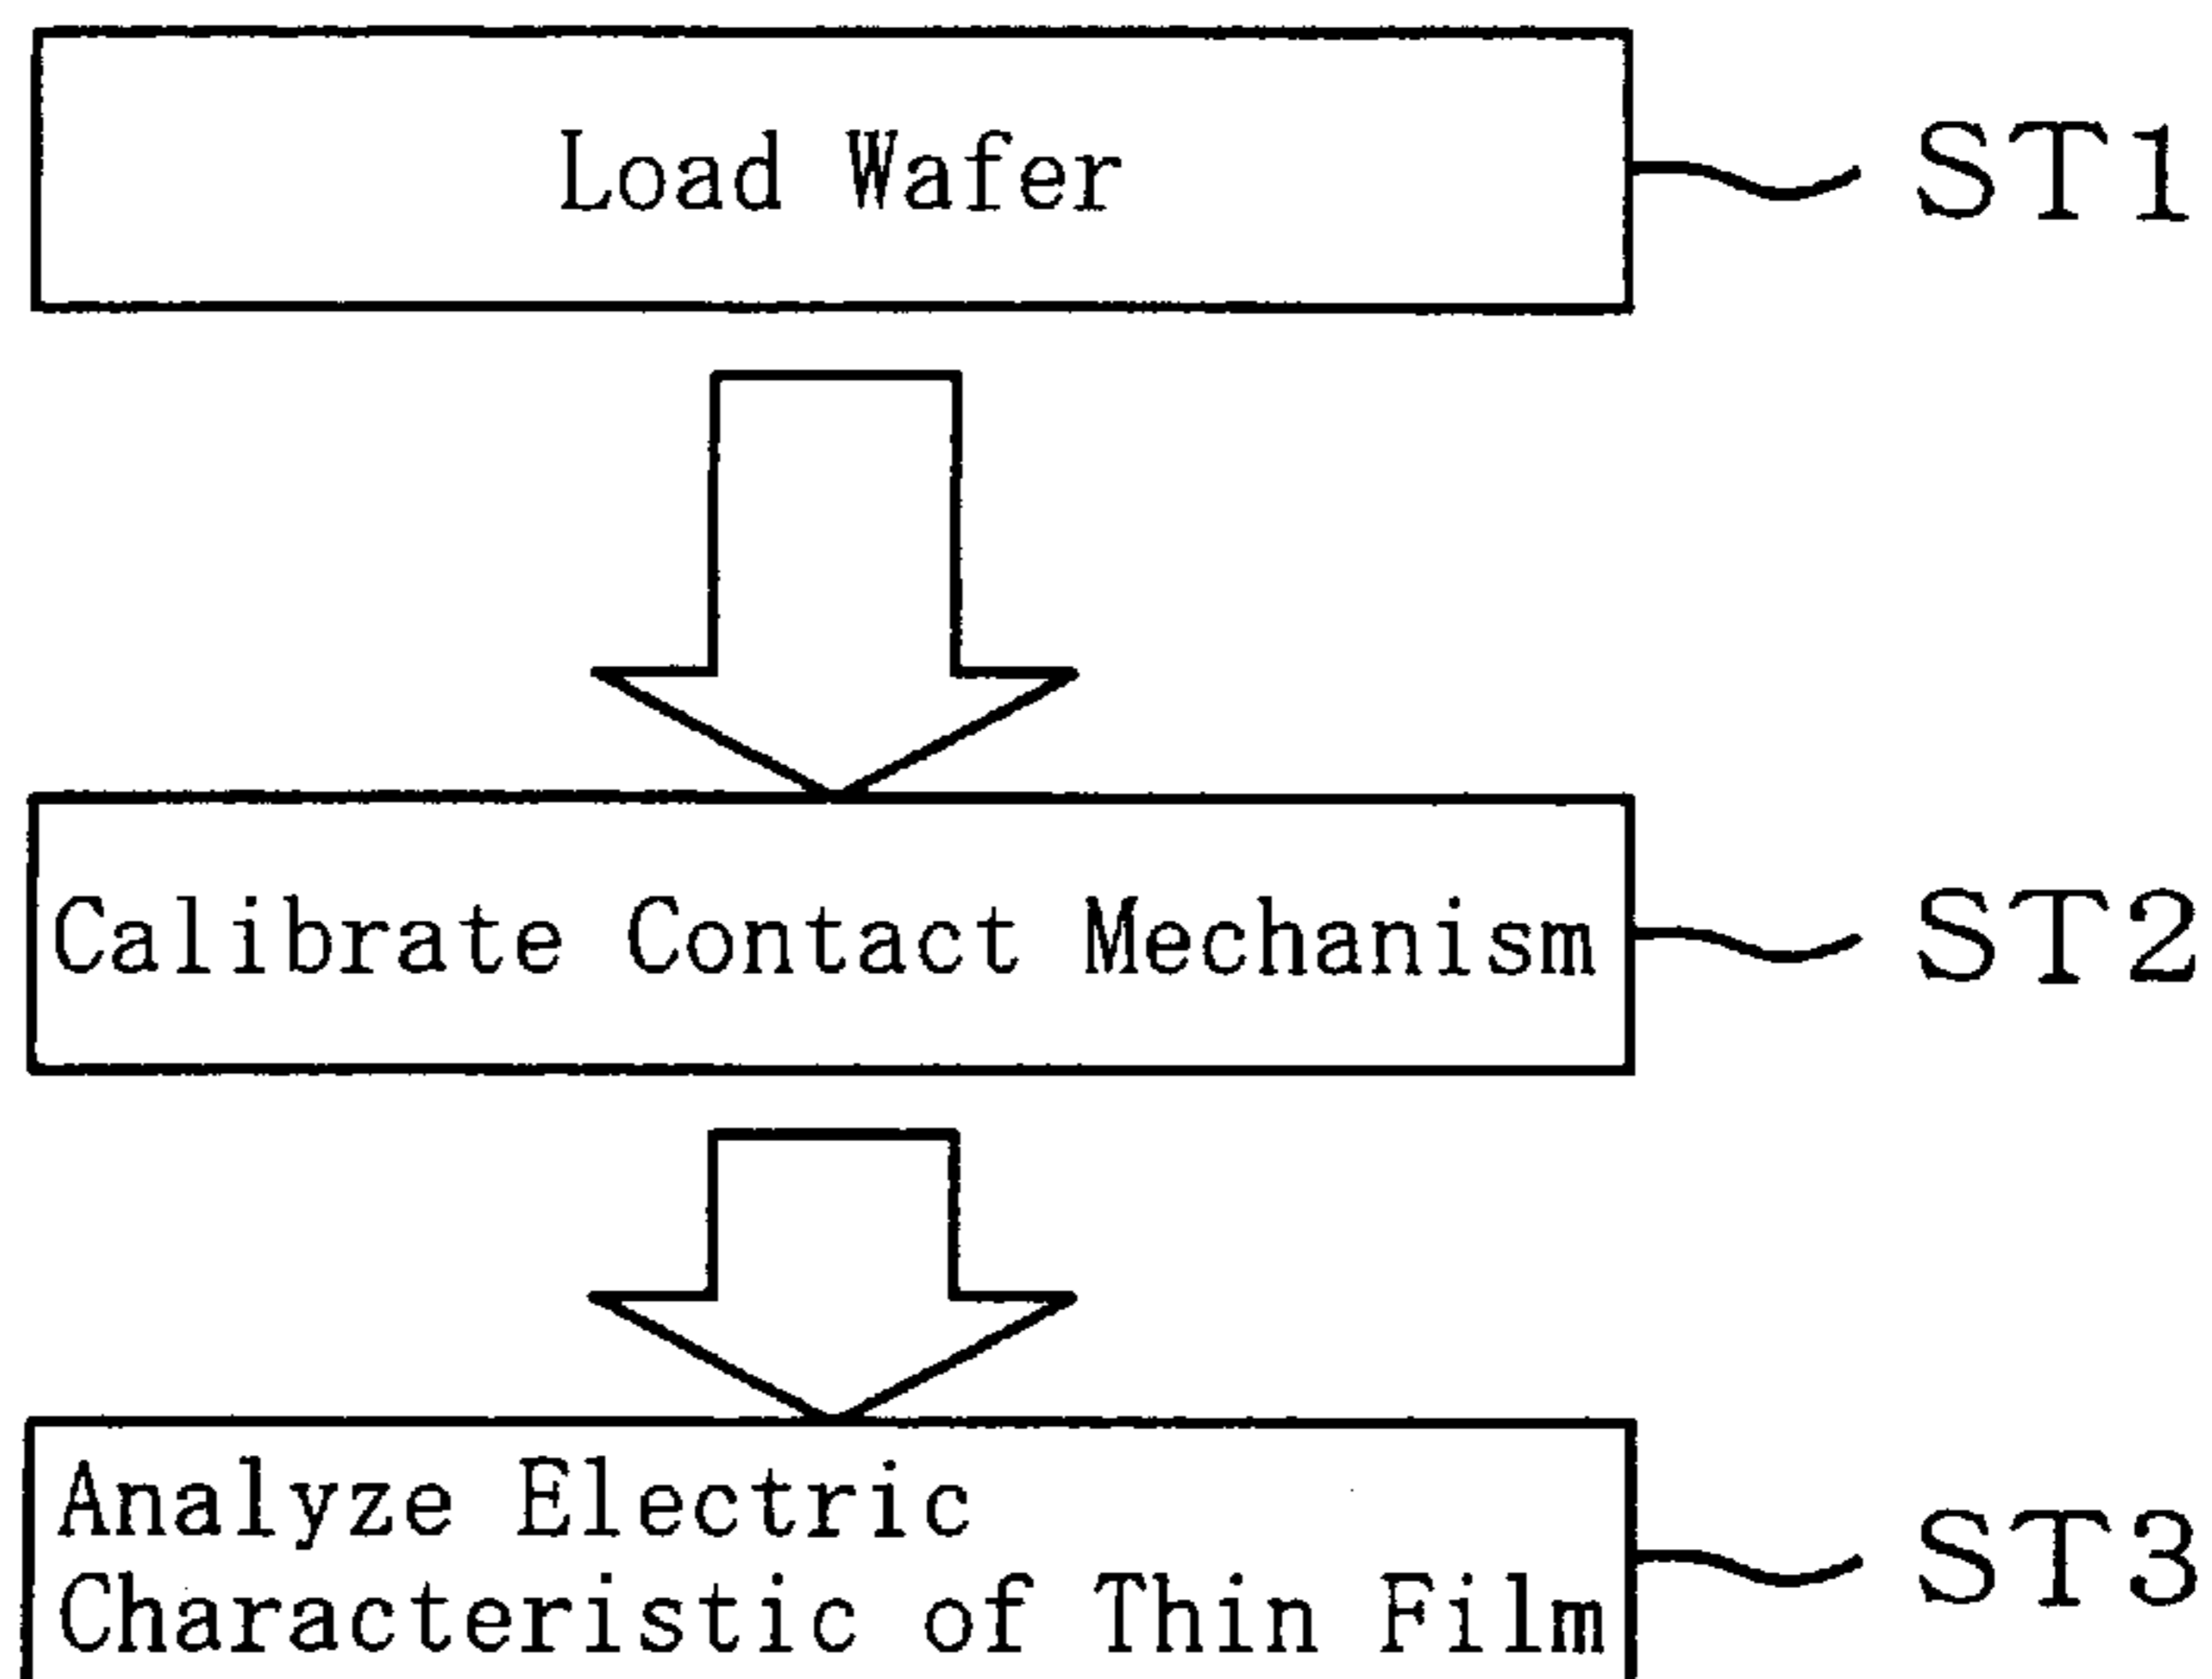 Load Wafer
ST1
Calibrate Contact Mechanism
ST2
Analyze Electric
Characteristic of Thin Film
ST3